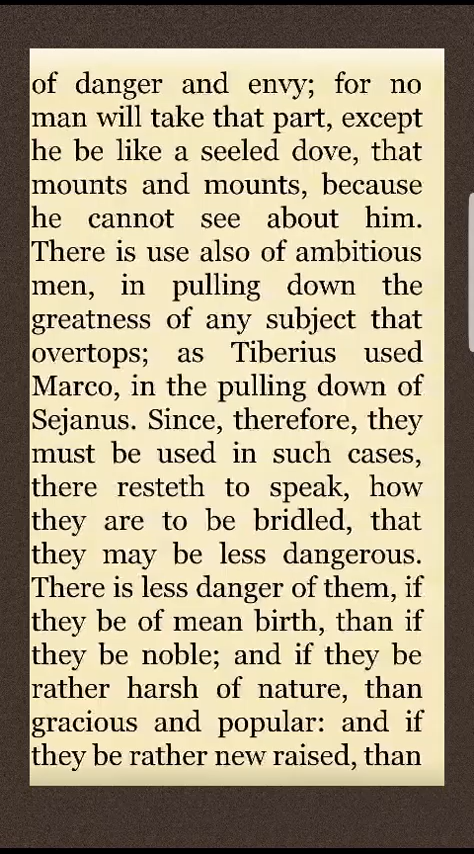 of danger and envy; for no
man will take that part, except
he be like a seeled dove, that
mounts and mounts, because
he cannot see about him.
There is use also of ambitious
men, in pulling down the
greatness of any subject that
overtops; as Tiberius used
Marco, in the pulling down of
Sejanus. Since, therefore, they
must be used in such cases,
there resteth to speak, how
they are to be bridled, that
they may be less dangerous.
There is less danger of them, if
they be of mean birth, than if
they be noble; and if they be
rather harsh of nature, than
gracious and popular: and if
they be rather new raised, than